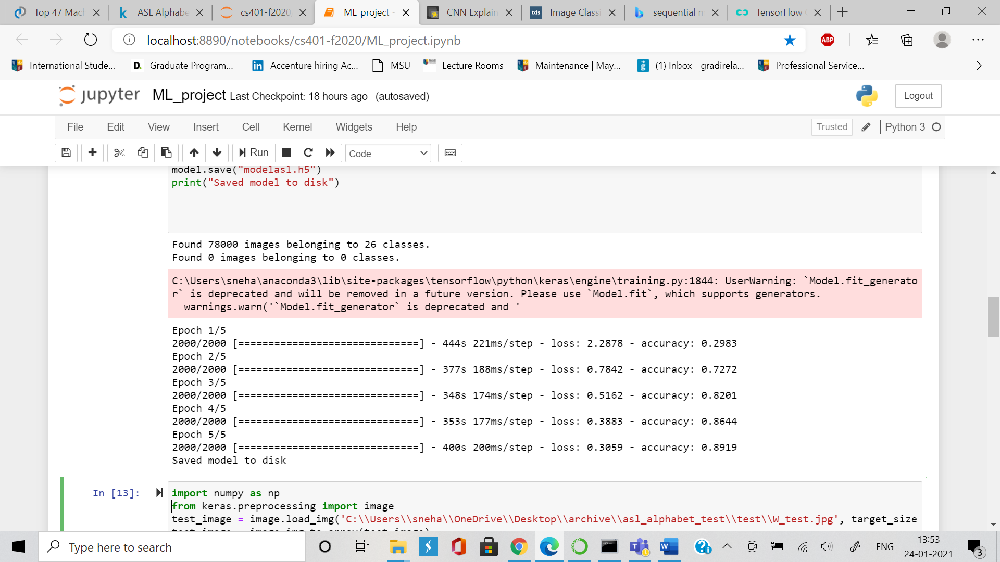 Top 47 Mach
ASL Alphabe
cs401-f2020
ML_project -
CNN Explain
tds
Image Classi
sequential m
TensorFlow
localhost:8890/notebooks/cs401-f2020/ML_project.ipynb
ABP
International Stude...
D.
Graduate Program...
in
Accenture hiring Ac...
MSU
Lecture Rooms
Maintenance | May...
g
(1) Inbox - gradirela...
Professional Service...
jupyter ML_project Last Checkpoint: 18 hours ago (autosaved)
Logout
File Edit View Insert Cell Kernel Widgets Help
Trusted
Python 3
Run
Code
model.save("modelasl.h5")
print("Saved model to disk")
Found 78000 images belonging to 26 classes.
Found 0 images belonging to 0 classes.
C:\Users\sneha\anaconda3\lib\site-packages\tensorflow\python\keras\engine\training.py:1844: UserWarning: `Model.fit_generato
r` is deprecated and will be removed in a future version. Please use `Model.fit`, which supports generators.
warnings.warn('`Model.fit_generator` is deprecated and '
Epoch 1/5
2000/2000 [==============================] - 444s 221ms/step - loss: 2.2878 - accuracy: 0.2983
Epoch 2/5
2000/2000 [==============================] - 377s 188ms/step - loss: 0.7842 - accuracy: 0.7272
Epoch 3/5
2000/2000 [==============================] - 348s 174ms/step - loss: 0.5162 - accuracy: 0.8201
Epoch 4/5
2000/2000 [==============================] - 353s 177ms/step - loss: 0.3883 - accuracy: 0.8644
Epoch 5/5
2000/2000 [==============================] - 400s 200ms/step - loss: 0.3059 - accuracy: 0.8919
Saved model to disk
In [13]:
import numpy as np
from keras.preprocessing import image
test_image = image.load_img('C:\\Users\\sneha\\OneDrive\\Desktop\\archive\\asl_alphabet_test\\test\\W_test.jpg', target_size
Type here to search
ENG
13:53
24-01-2021
3